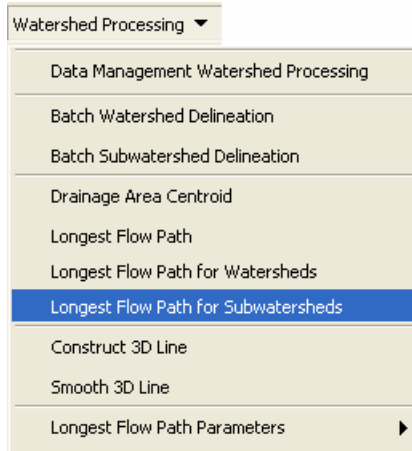 Watershed Processing
Data Management Watershed Processing
Batch Watershed Delineation
Batch Subwatershed Delineation
Drainage Area Centroid
Longest Flow Path
Longest Flow Path for Watersheds
Longest Flow Path for Subwatersheds
Construct 3D Line
Smooth 3D Line
Longest Flow Path Parameters